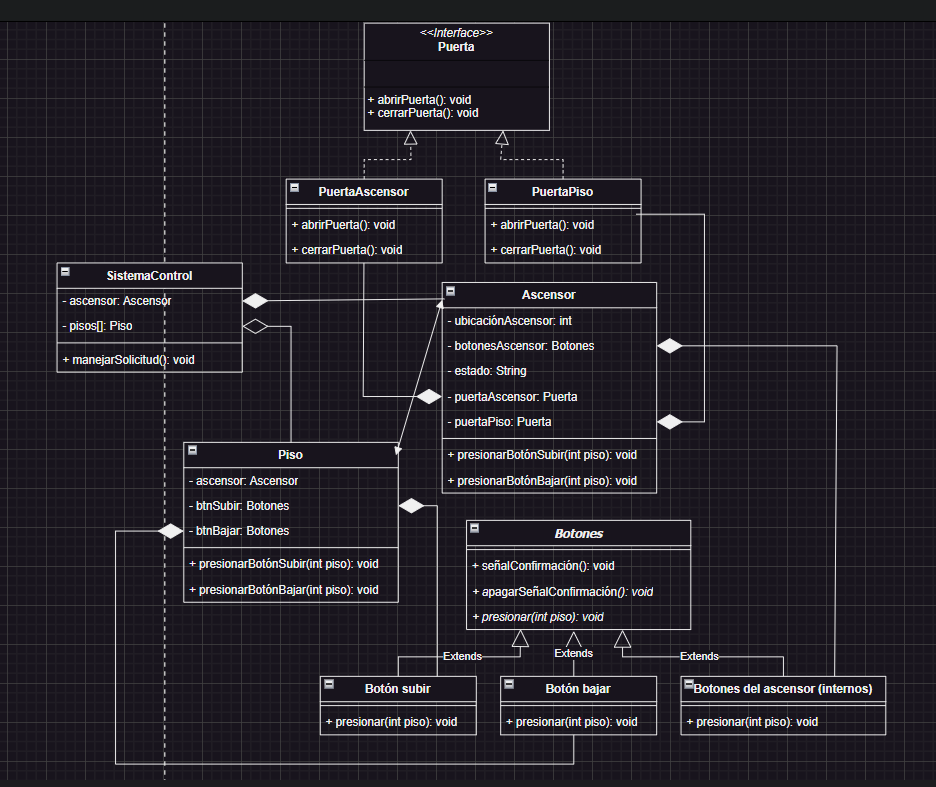 <<Interface>>
Puerta
+ abrirPuerta(): void
+ cerrarPuerta(): void
PuertaAscensor
+ abrirPuerta(): void
+ cerrarPuerta(): void
PuertaPiso
+ abrirPuerta(): void
+ cerrarPuerta(): void
SistemaControl
- ascensor: Ascensor
- pisos[]: Piso
+ manejarSolicitud(): void
Ascensor
- ubicaciónAscensor: int
- botonesAscensor: Botones
- estado: String
- puertaAscensor: Puerta
- puertaPiso: Puerta
+ presionarBotónSubir(int piso): void
+ presionarBotónBajar(int piso): void
Piso
- ascensor: Ascensor
- btnSubir: Botones
- btnBajar: Botones
+ presionarBotónSubir(int piso): void
+ presionarBotónBajar(int piso): void
Botones
+ señalConfirmación(): void
+ apagarSeñalConfirmación(): void
+ presionar(int piso): void
Extends
Extends
Extends
Botón subir
+ presionar(int piso): void
Botón bajar
+ presionar(int piso): void
Botones del ascensor (internos)
+ presionar(int piso): void